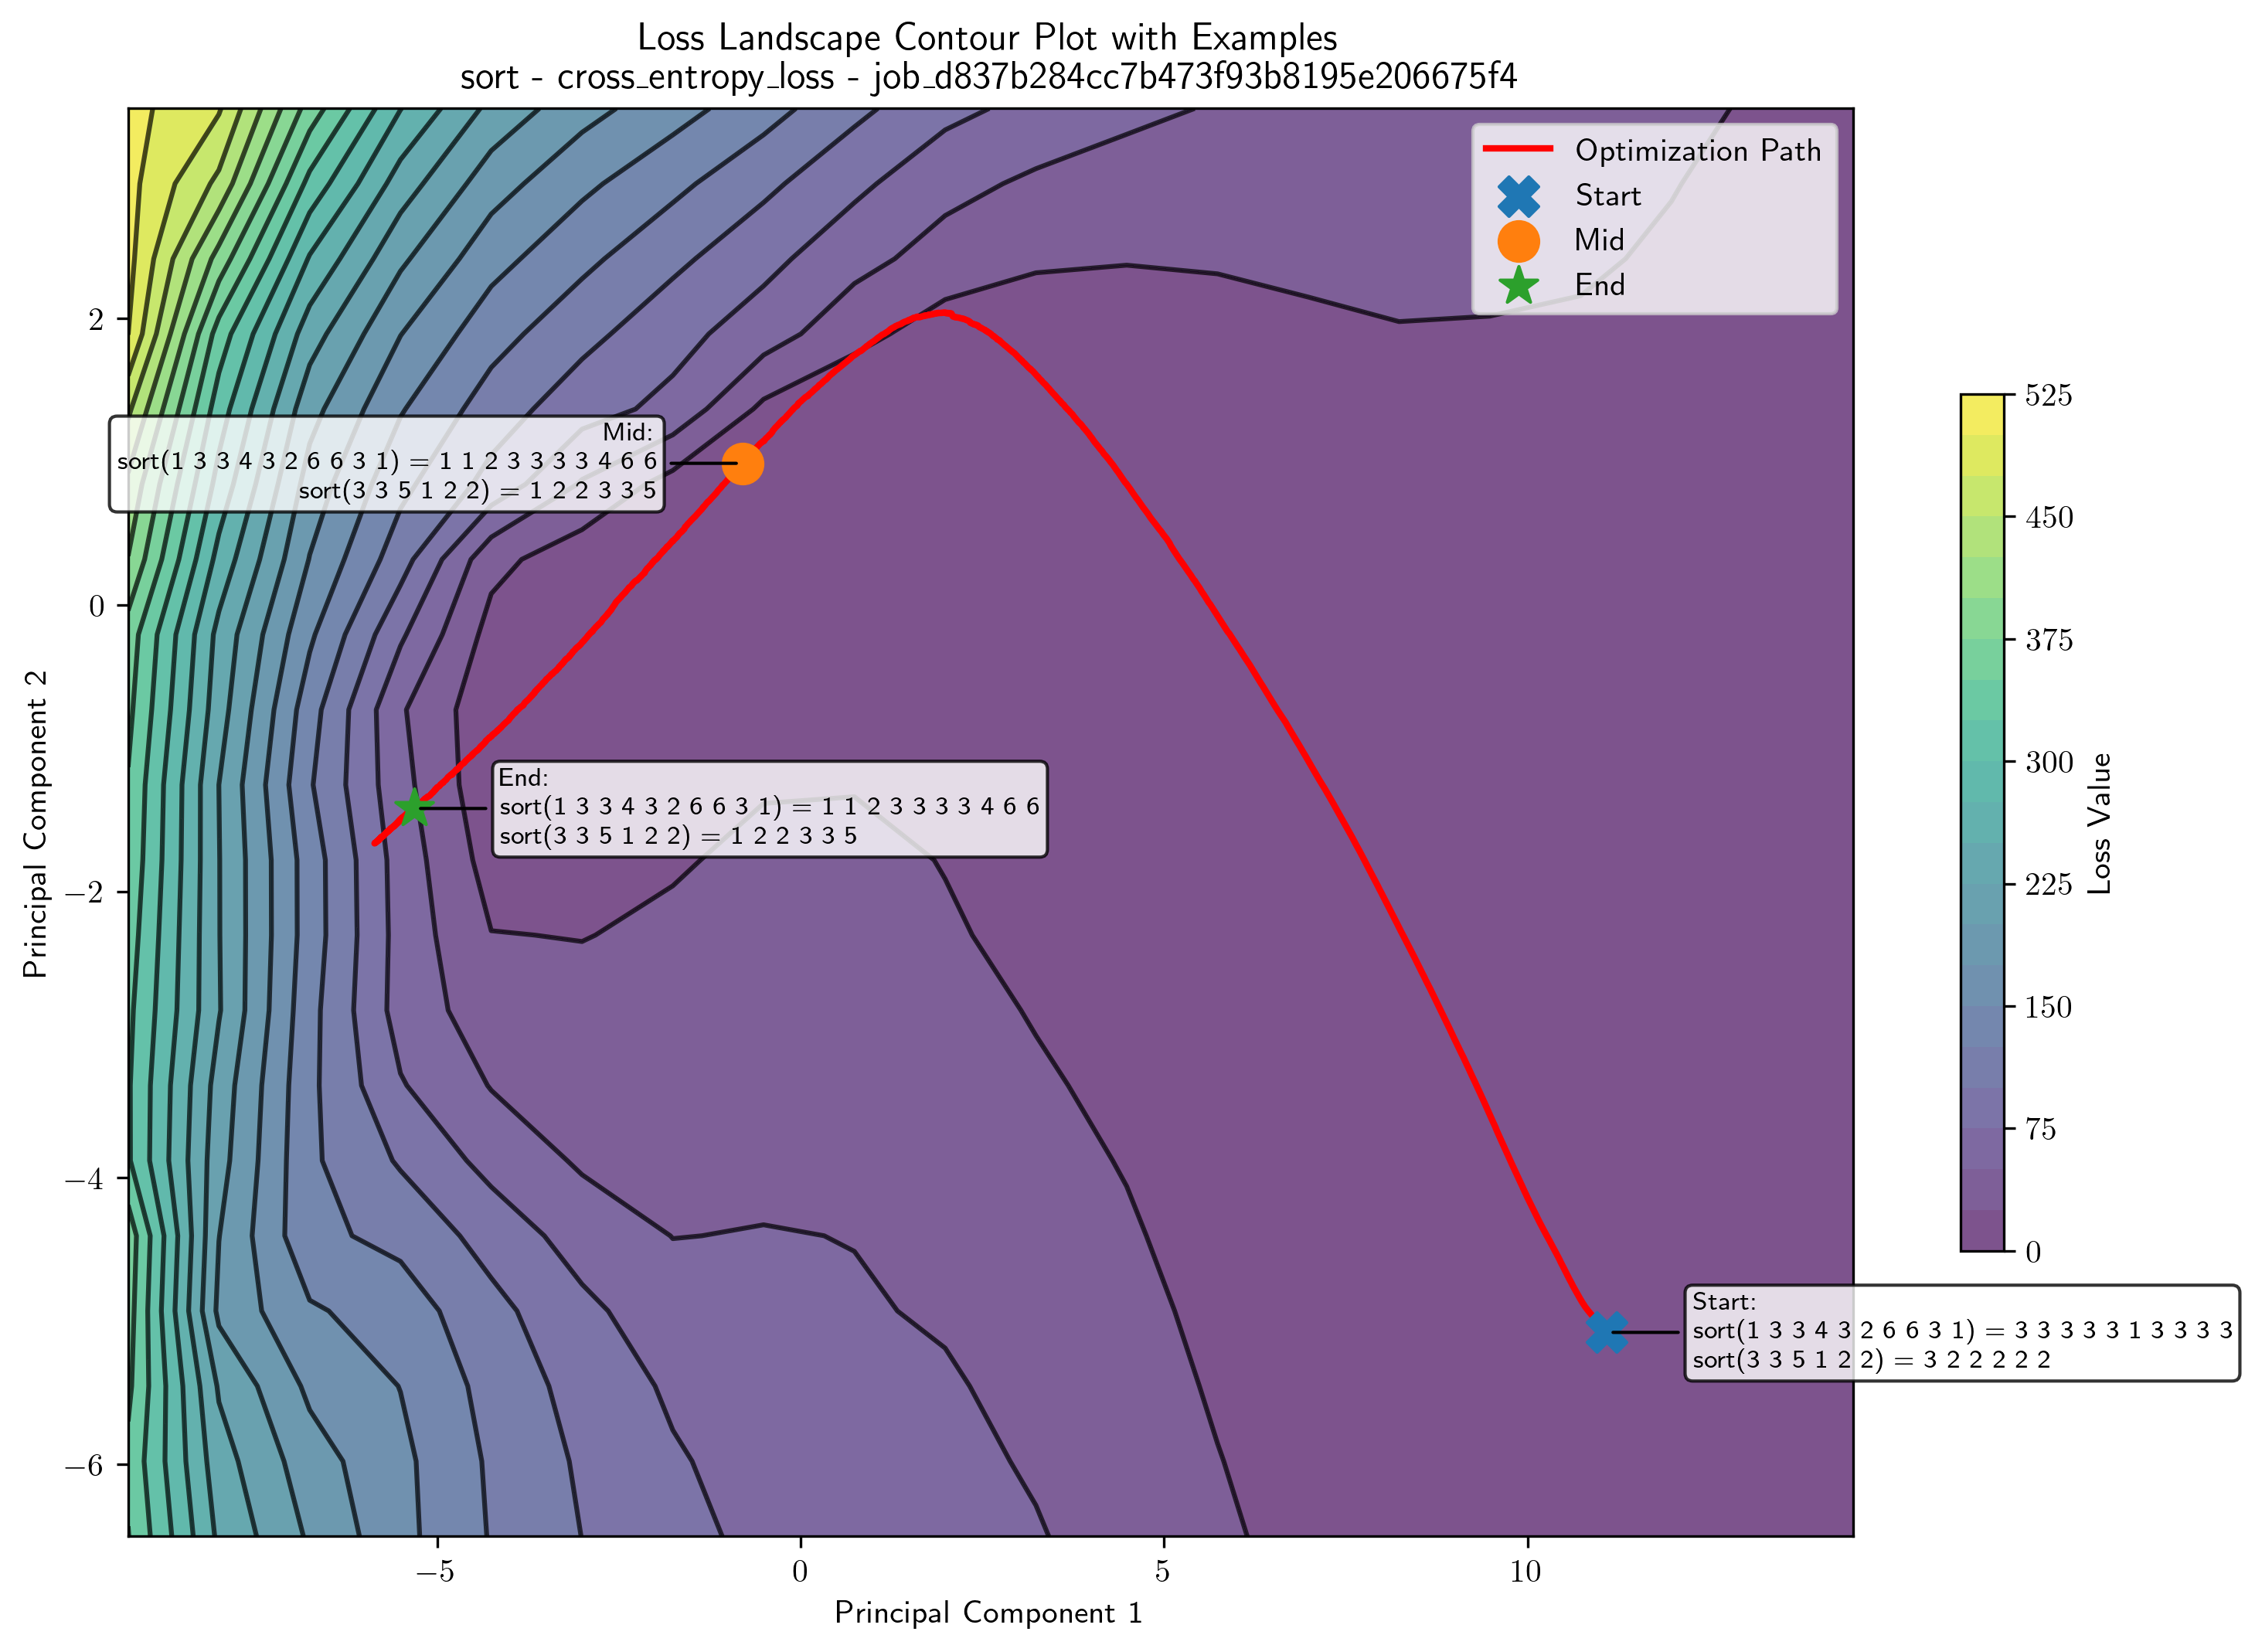 Loss Landscape Contour Plot with Examples
sort - cross_entropy_loss - job_d837b284cc7b473f93b8195e206675f4
Optimization Path
Start
Mid
End
Mid:
sort(1 3 3 4 3 2 6 6 3 1) = 1 1 2 3 3 3 3 4 6 6
sort(3 3 5 1 2 2) = 1 2 2 3 3 5
End:
sort(1 3 3 4 3 2 6 6 3 1) = 1 1 2 3 3 3 3 4 6 6
sort(3 3 5 1 2 2) = 1 2 2 3 3 5
Start:
sort(1 3 3 4 3 2 6 6 3 1) = 3 3 3 3 3 1 3 3 3 3
sort(3 3 5 1 2 2) = 3 2 2 2 2 2
2
0
−2
−4
−6
Principal Component 2
−5
0
5
10
Principal Component 1
525
450
375
300
225
150
75
0
Loss Value